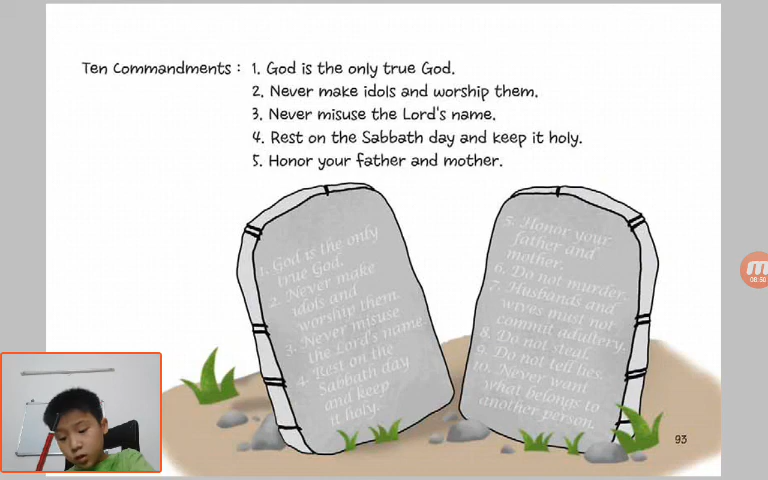 Ten Commandments : 1. God is the only true God.
2. Never make idols and worship them.
3. Never misuse the Lord's name.
4. Rest on the Sabbath day and keep it holy.
5. Honor your father and mother.
1. God is the only
true God.
2. Never make
idols and
worship them.
3. Never misuse
the Lord's name
4. Rest on the
Sabbath day
and keep
it holy.
5. Honor your
father and
mother.
6. Do not murder.
7. Husbands and
wives must not
commit adultery.
8. Do not steal.
9. Do not tell lies.
10. Never want
what belongs to
another person.
93